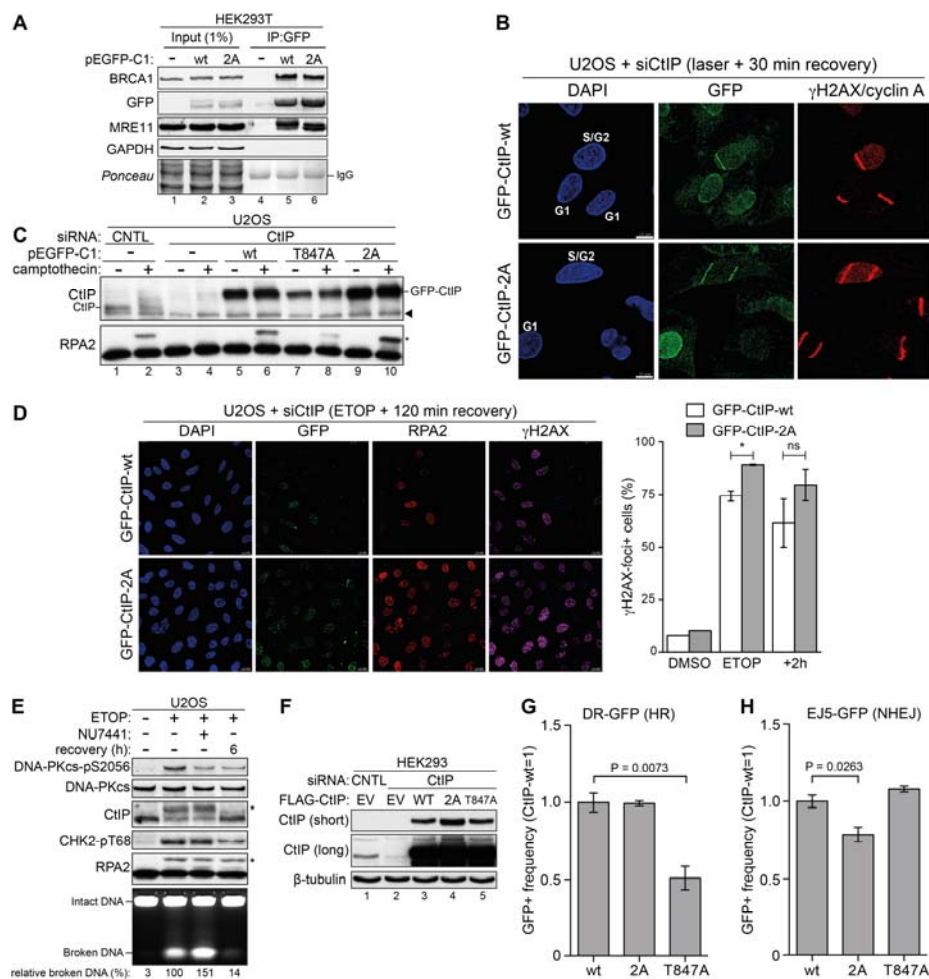 A
HEK293T
Input (1%) IP:GFP
pEGFP-C1: - wt 2A - wt 2A
BRCA1
GFP
MRE11
GAPDH
Ponceau IgG
1 2 3 4 5 6
B
U2OS + siCtIP (laser + 30 min recovery)
DAPI GFP γH2AX/cyclin A
GFP-CtIP-wt
S/G2
G1
G1
GFP-CtIP-2A
S/G2
G1
C
U2OS
siRNA: CNTL CtIP
pEGFP-C1: - - wt T847A 2A
camptothecin: - + - + - + - + - +
CtIP GFP-CtIP
CtIP
RPA2 *
1 2 3 4 5 6 7 8 9 10
D
U2OS + siCtIP (ETOP + 120 min recovery)
DAPI GFP RPA2 γH2AX
GFP-CtIP-wt
GFP-CtIP-2A
GFP-CtIP-wt
GFP-CtIP-2A
γH2AX-foci+ cells (%)
100
75
50
25
0
* ns
DMSO ETOP +2h
E
U2OS
ETOP: - + + +
NU7441: - - + -
recovery (h): - - - 6
DNA-PKcs-pS2056
DNA-PKcs
CtIP *
CHK2-pT68
RPA2 *
Intact DNA
Broken DNA
relative broken DNA (%): 3 100 151 14
F
HEK293
siRNA: CNTL CtIP
FLAG-CtIP: EV EV WT 2A T847A
CtIP (short)
CtIP (long)
β-tubulin
1 2 3 4 5
G
DR-GFP (HR)
GFP+ frequency (CtIP-wt=1)
P = 0.0073
1.0
0.5
0
wt 2A T847A
H
EJ5-GFP (NHEJ)
GFP+ frequency (CtIP-wt=1)
P = 0.0263
1.0
0.5
0
wt 2A T847A